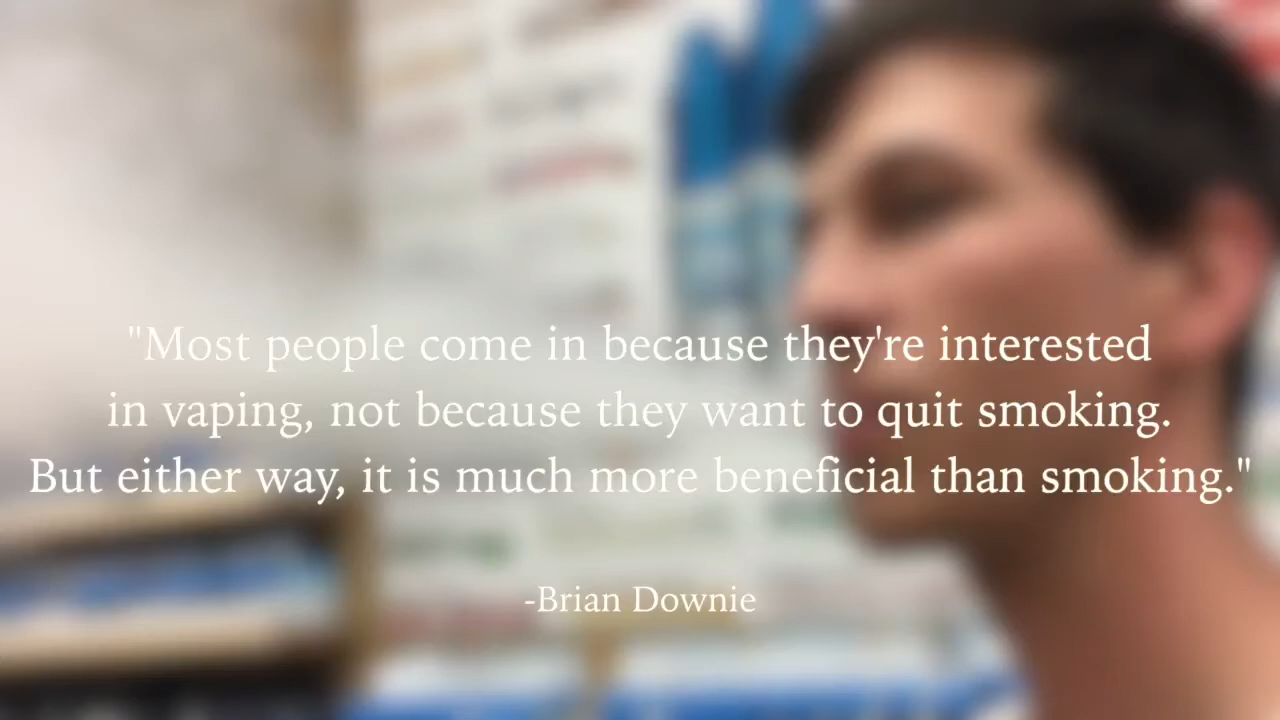 "Most people come in because they're interested
in vaping, not because they want to quit smoking.
But either way, it is much more beneficial than smoking."
-Brian Downie